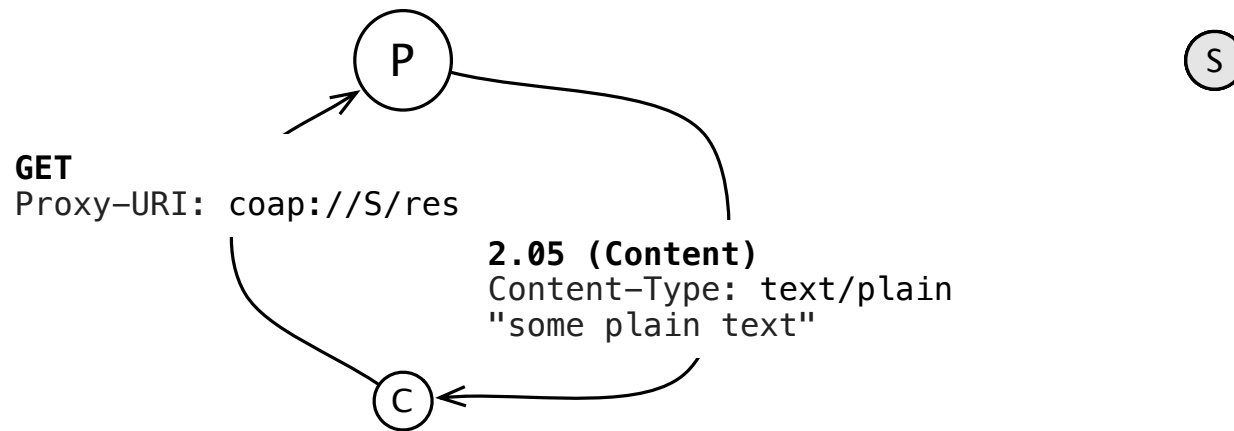 P
S
GET
Proxy-URI: coap://S/res
2.05 (Content)
Content-Type: text/plain
"some plain text"
C